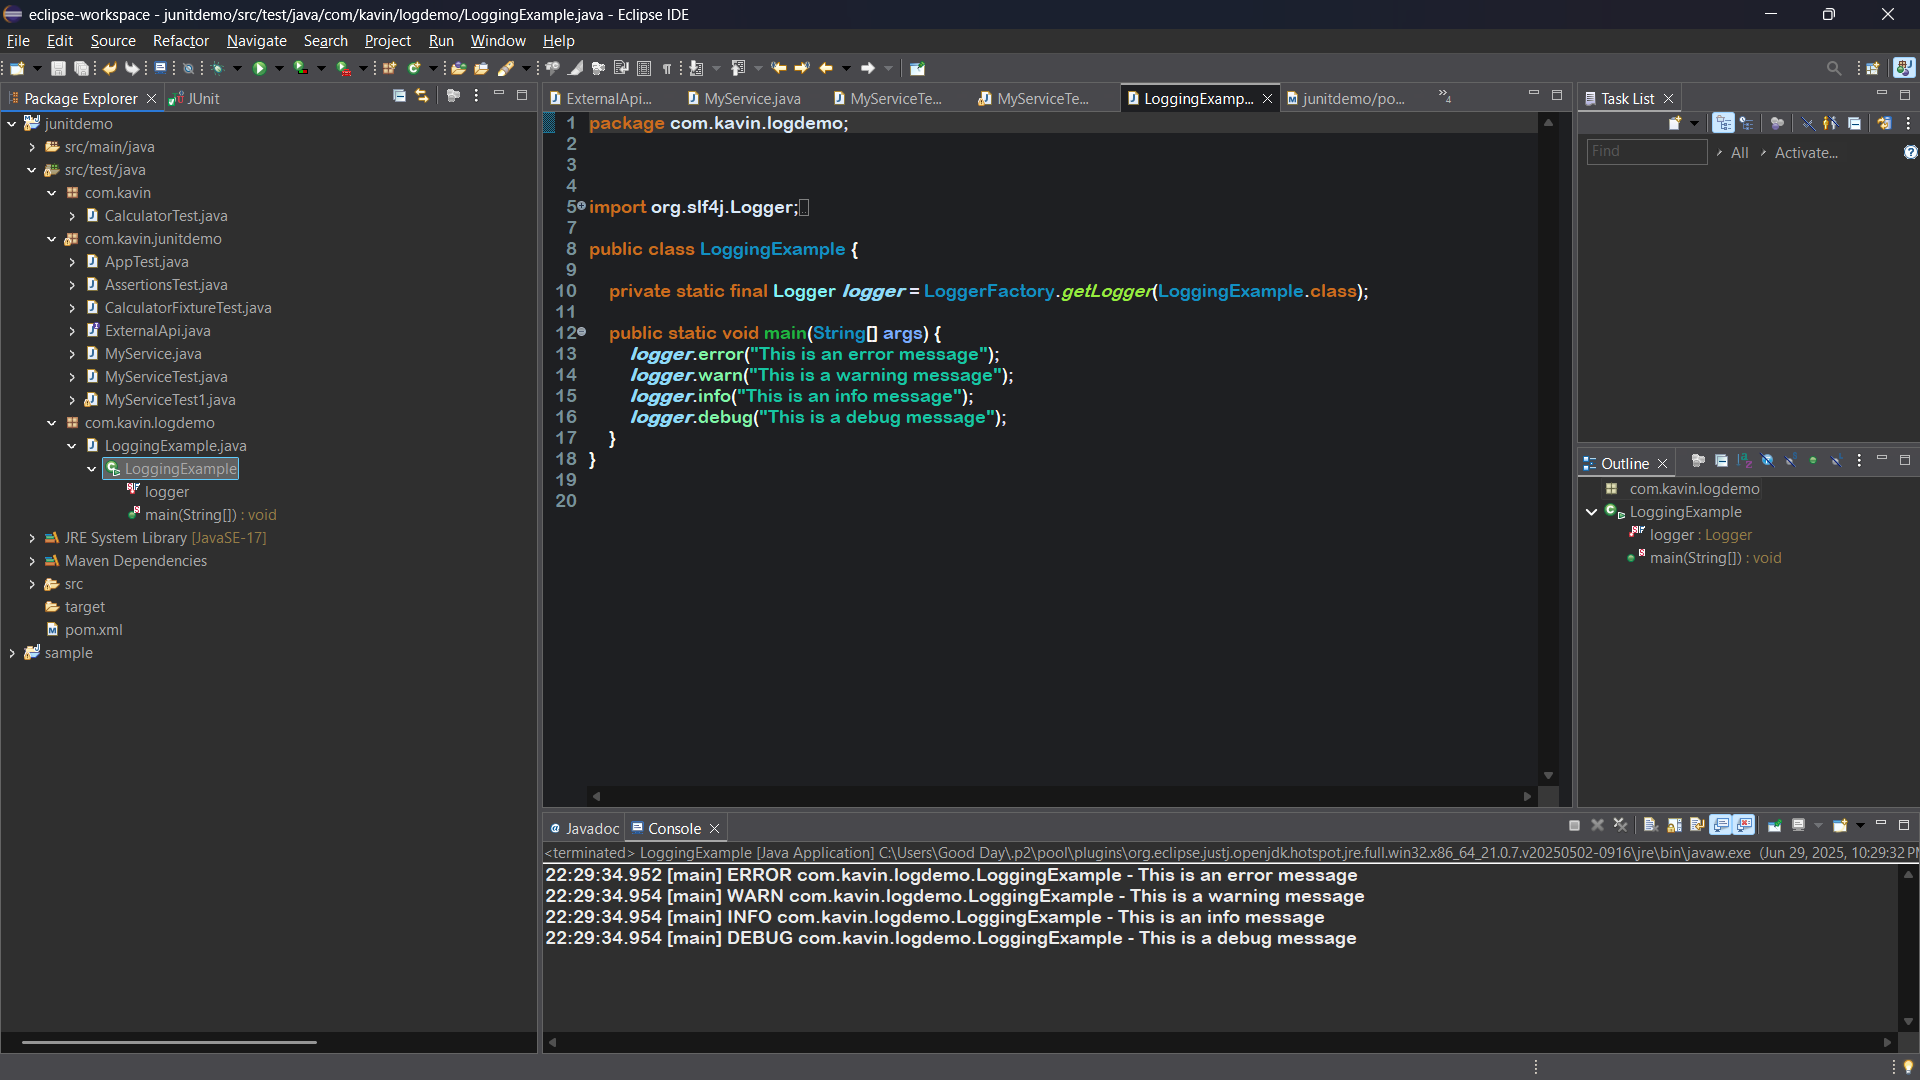 eclipse-workspace - junitdemo/src/test/java/com/kavin/logdemo/LoggingExample.java - Eclipse IDE
File Edit Source Refactor Navigate Search Project Run Window Help
Package Explorer JUnit
junitdemo
src/main/java
src/test/java
com.kavin
CalculatorTest.java
com.kavin.junitdemo
AppTest.java
AssertionsTest.java
CalculatorFixtureTest.java
ExternalApi.java
MyService.java
MyServiceTest.java
MyServiceTest1.java
com.kavin.logdemo
LoggingExample.java
LoggingExample
logger
main(String[]) : void
JRE System Library [JavaSE-17]
Maven Dependencies
src
target
pom.xml
sample
ExternalApi... MyService.java MyServiceTe... MyServiceTe... LoggingExamp... junitdemo/po... »4
1 package com.kavin.logdemo;
2
3
4
5 import org.slf4j.Logger;
7
8 public class LoggingExample {
9
10 private static final Logger logger = LoggerFactory.getLogger(LoggingExample.class);
11
12 public static void main(String[] args) {
13 logger.error("This is an error message");
14 logger.warn("This is a warning message");
15 logger.info("This is an info message");
16 logger.debug("This is a debug message");
17 }
18 }
19
20
Task List
Find All Activate...
Outline
com.kavin.logdemo
LoggingExample
logger : Logger
main(String[]) : void
Javadoc Console
<terminated> LoggingExample [Java Application] C:\Users\Good Day\.p2\pool\plugins\org.eclipse.justj.openjdk.hotspot.jre.full.win32.x86_64_21.0.7.v20250502-0916\jre\bin\javaw.exe (Jun 29, 2025, 10:29:32 P
22:29:34.952 [main] ERROR com.kavin.logdemo.LoggingExample - This is an error message
22:29:34.954 [main] WARN com.kavin.logdemo.LoggingExample - This is a warning message
22:29:34.954 [main] INFO com.kavin.logdemo.LoggingExample - This is an info message
22:29:34.954 [main] DEBUG com.kavin.logdemo.LoggingExample - This is a debug message